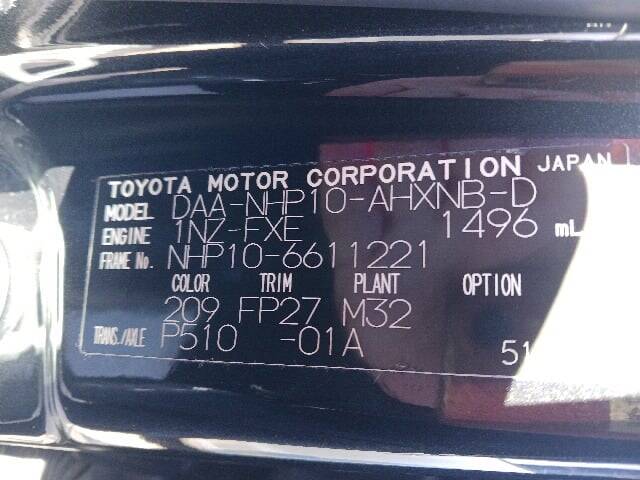 TOYOTA MOTOR CORPORATION JAPAN
MODEL DAA-NHP10-AHXNB-D
ENGINE 1NZ-FXE 1496 mL
FRAME No. NHP10-6611221
COLOR TRIM PLANT OPTION
209 FP27 M32
TRANS./AXLE P510 -01A 51